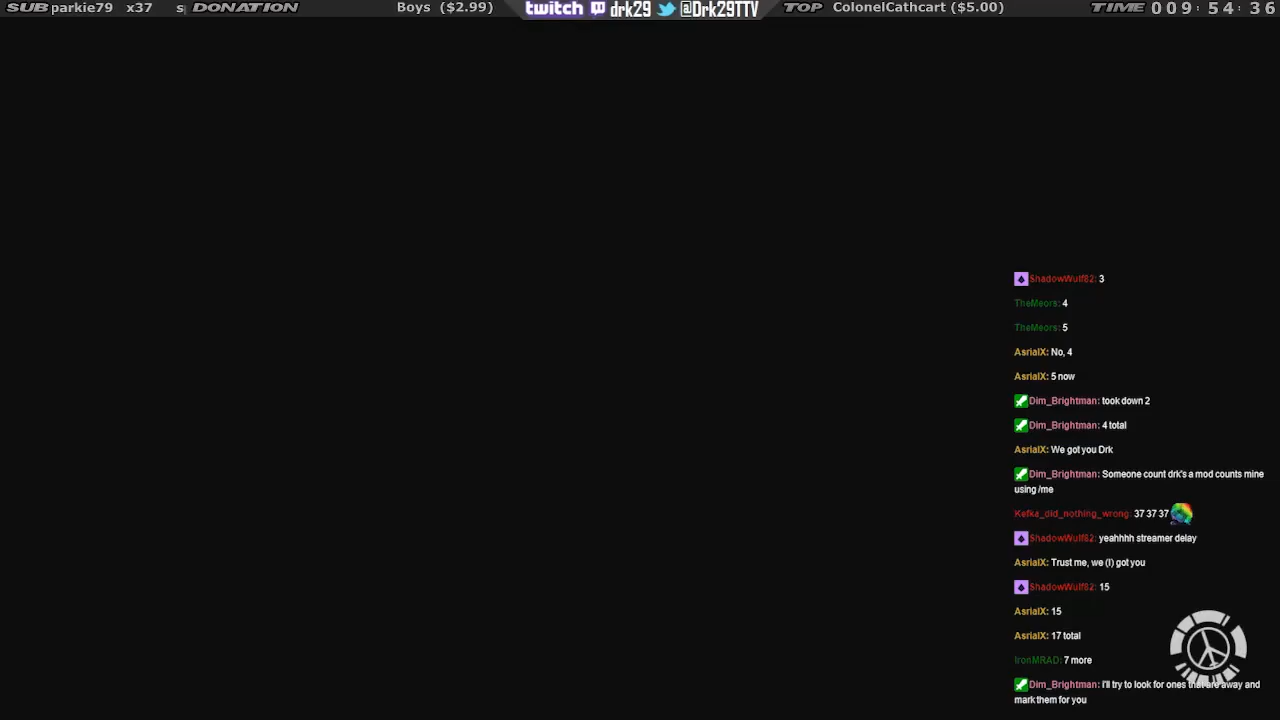 SUB parkie79 x37 s DONATION Boys ($2.99) twitch drk29 @Drk29TTV TOP ColonelCathcart ($5.00) TIME 009:54:36
ShadowWulf82: 3
TheMeors: 4
TheMeors: 5
AsrialX: No, 4
AsrialX: 5 now
Dim_Brightman: took down 2
Dim_Brightman: 4 total
AsrialX: We got you Drk
Dim_Brightman: Someone count drk's a mod counts mine
using /me
Kefka_did_nothing_wrong: 37 37 37
ShadowWulf82: yeahhhh streamer delay
AsrialX: Trust me, we (I) got you
ShadowWulf82: 15
AsrialX: 15
AsrialX: 17 total
IronMRAD: 7 more
Dim_Brightman: I'll try to look for ones that are away and
mark them for you